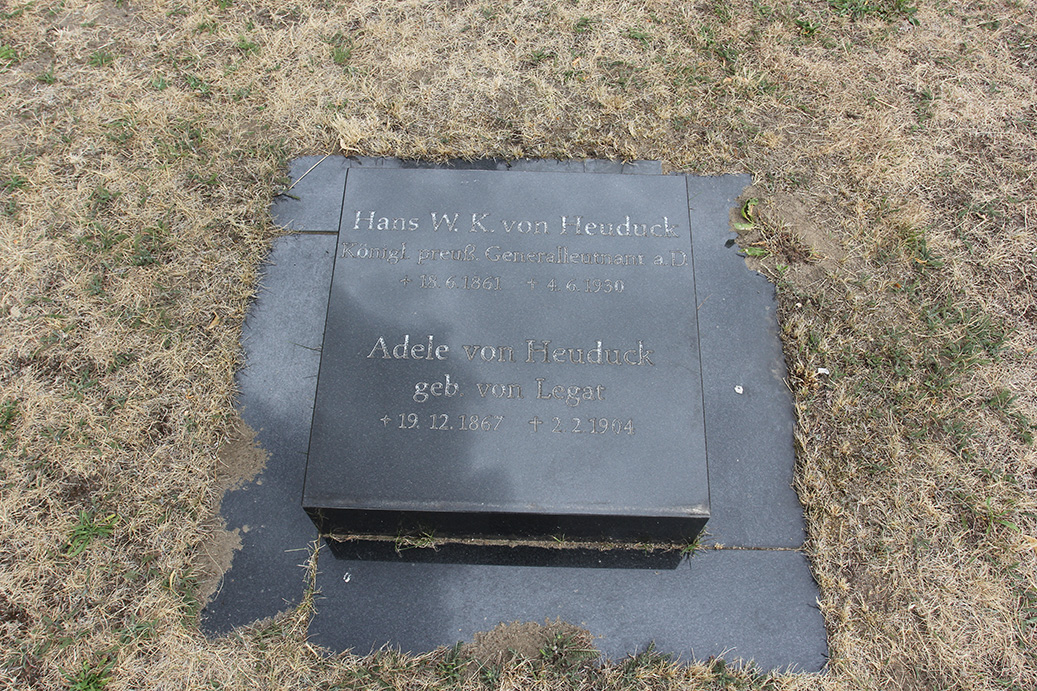 Hans W. K. von Heuduck
Königl. preuß. Generalleutnant a.D.
+ 18.6.1861 + 4.6.1930
Adele von Heuduck
geb. von Legat
+ 19.12.1867 + 2.2.1904